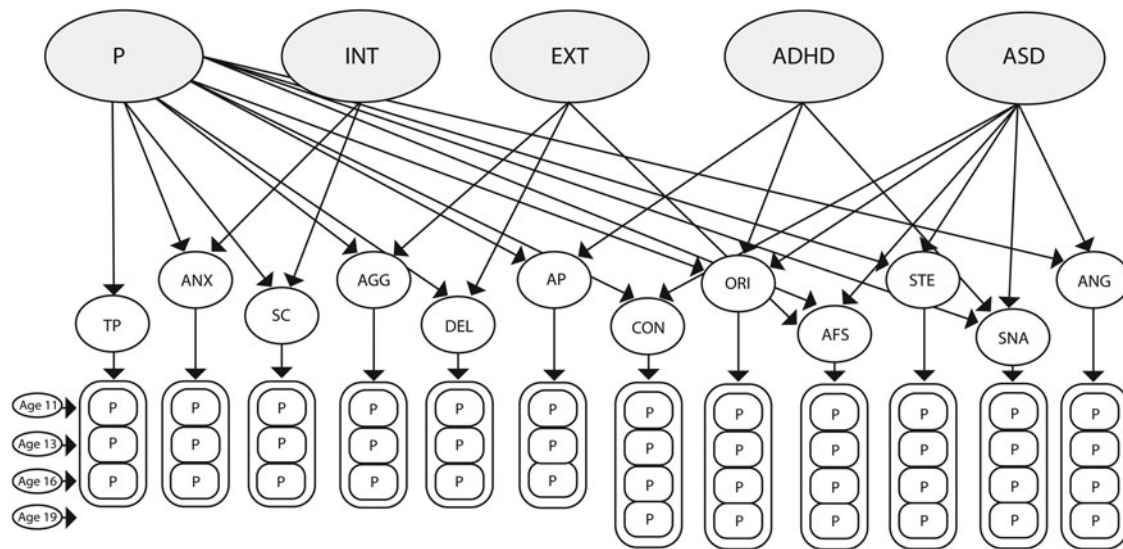 P INT EXT ADHD ASD
ANX AGG AP ORI STE ANG
TP SC DEL CON AFS SNA
Age 11 P P P P P P P P P P P P
Age 13 P P P P P P P P P P P P
Age 16 P P P P P P P P P P P P
Age 19 P P P P P P